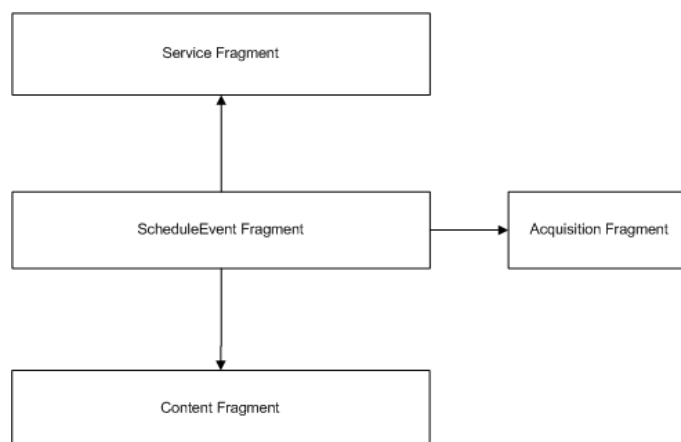 Service Fragment
ScheduleEvent Fragment
Acquisition Fragment
Content Fragment